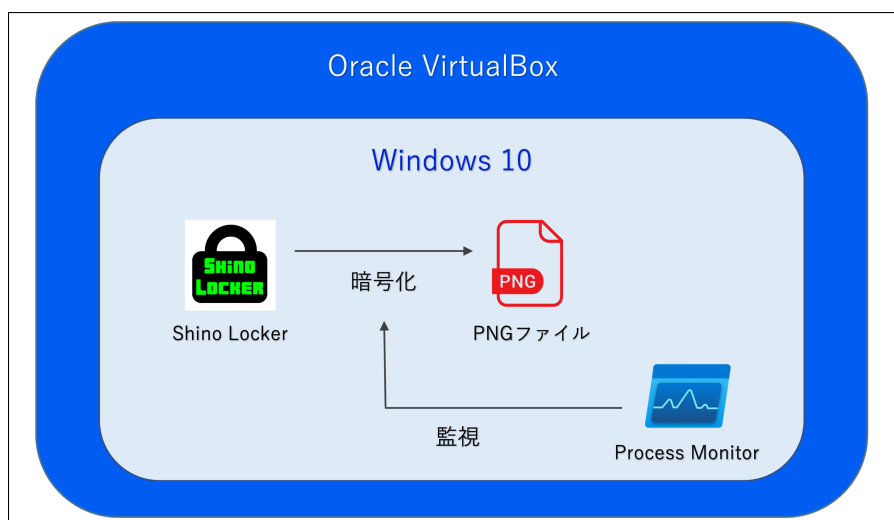 Oracle VirtualBox
Windows 10
SHINO
LOCKER
暗号化
PNG
Shino Locker
PNGファイル
監視
Process Monitor